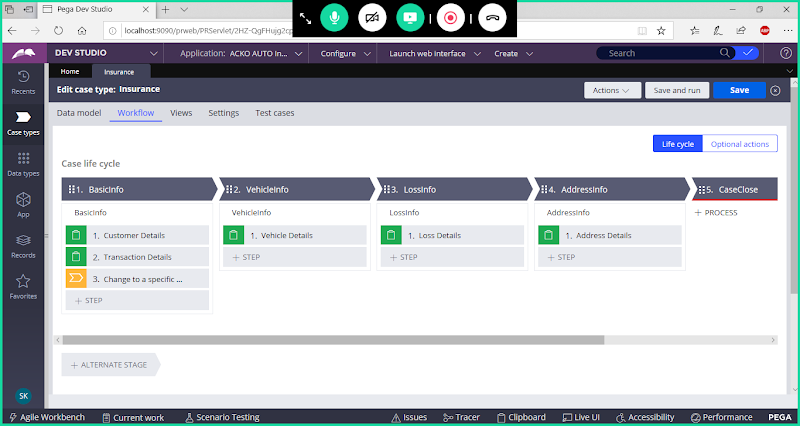 Pega Dev Studio
localhost:9090/prweb/PRServlet/2HZ-QgFHujg2cp
ABP
DEV STUDIO
Application: ACKO AUTO In...
Configure
Launch web interface
Create
Search
Recents
Case types
Data types
App
Records
Favorites
SK
Home
Insurance
Edit case type: Insurance
Actions
Save and run
Save
Data model
Workflow
Views
Settings
Test cases
Life cycle
Optional actions
Case life cycle
1. BasicInfo
2. VehicleInfo
3. LossInfo
4. AddressInfo
5. CaseClose
BasicInfo
VehicleInfo
LossInfo
AddressInfo
+ PROCESS
1. Customer Details
1. Vehicle Details
1. Loss Details
1. Address Details
2. Transaction Details
+ STEP
+ STEP
+ STEP
3. Change to a specific ...
+ STEP
+ ALTERNATE STAGE
Agile Workbench
Current work
Scenario Testing
Issues
Tracer
Clipboard
Live UI
Accessibility
Performance
PEGA